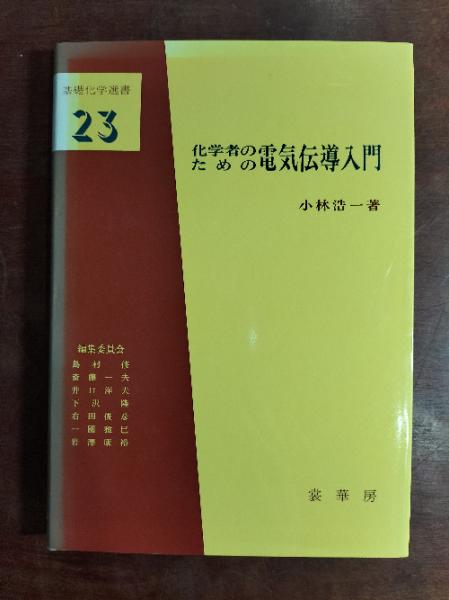 基礎化学選書
23
化学者の
ための電気伝導入門
小林浩一著
編集委員会
島村修
斎藤一夫
井口洋夫
下沢隆
右田俊彦
一國雅巳
岩澤康裕
裳華房